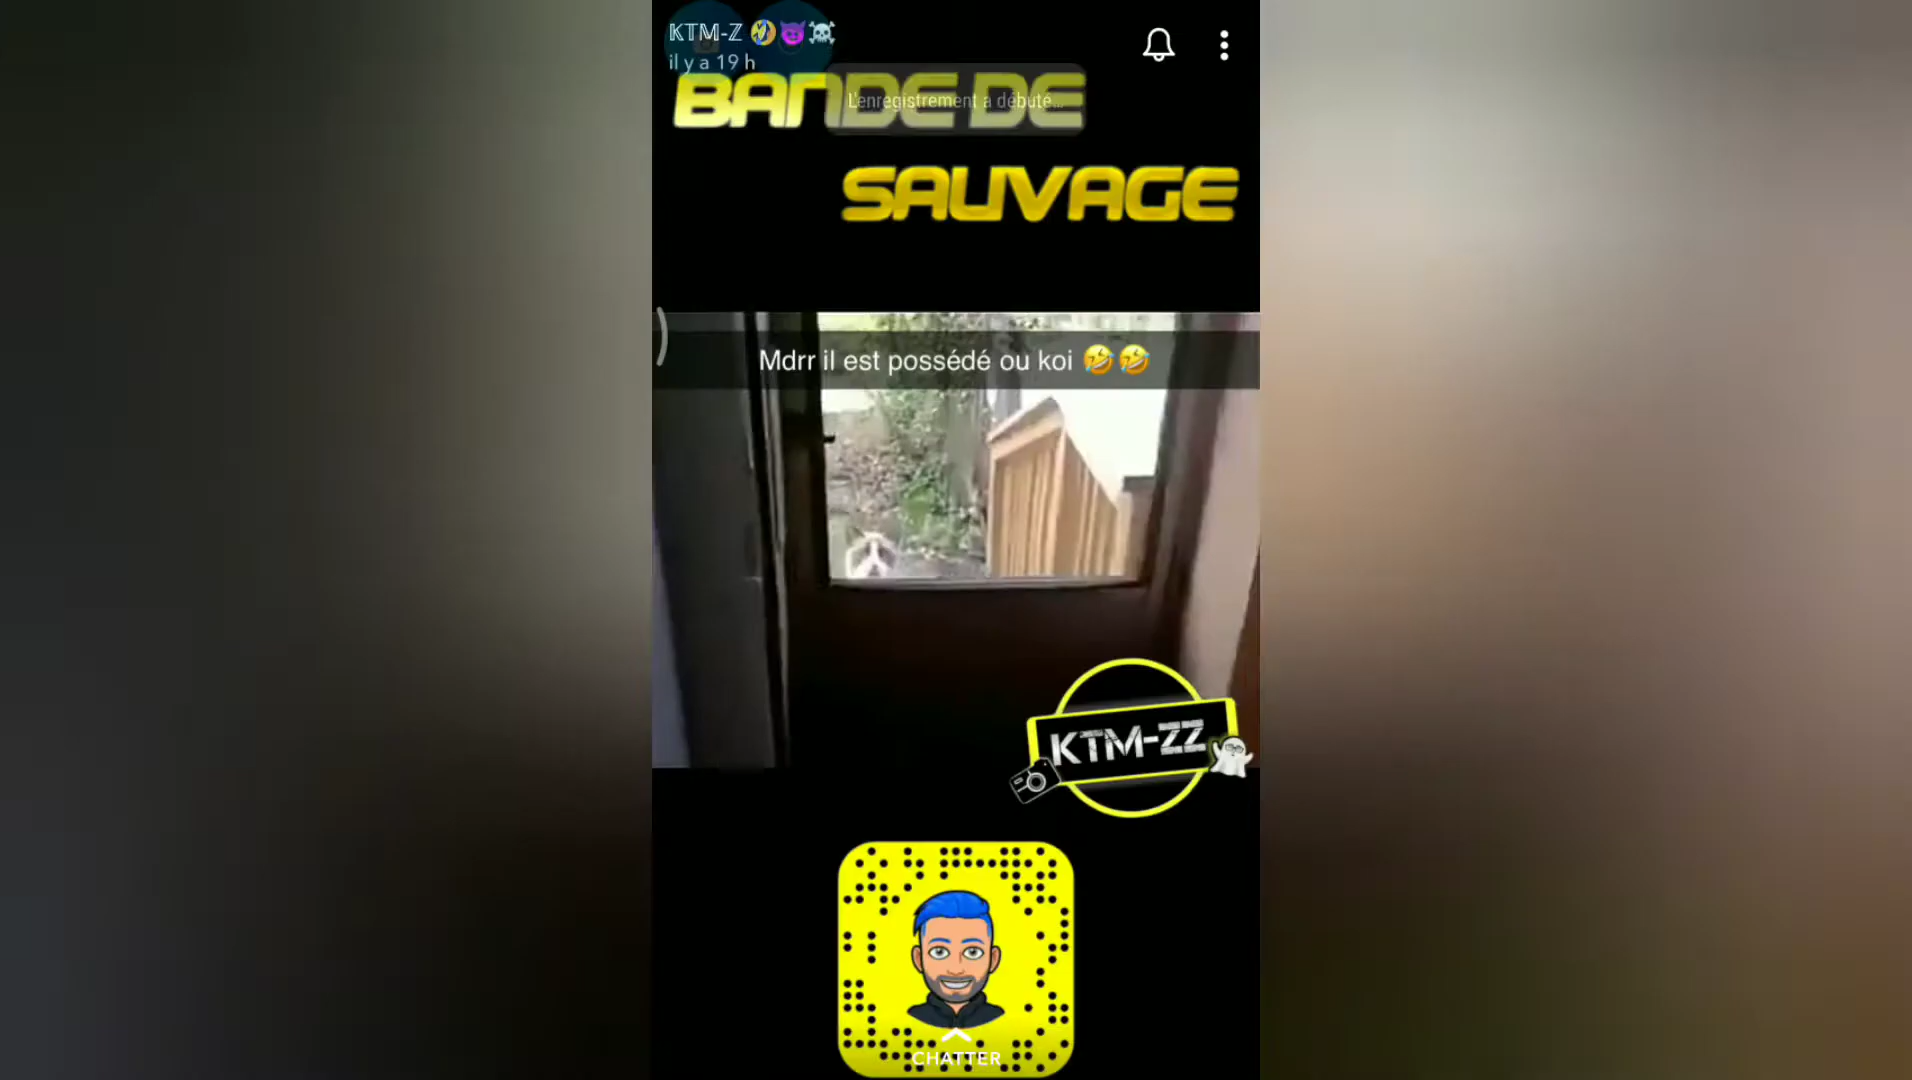 𝕂𝕋𝕄-ℤ 🤣😈☠️
il y a 19 h
BANDE DE
L'enregistrement a débuté...
SAUVAGE
Mdrr il est possédé ou koi 🤣🤣
KTM-ZZ
CHATTER